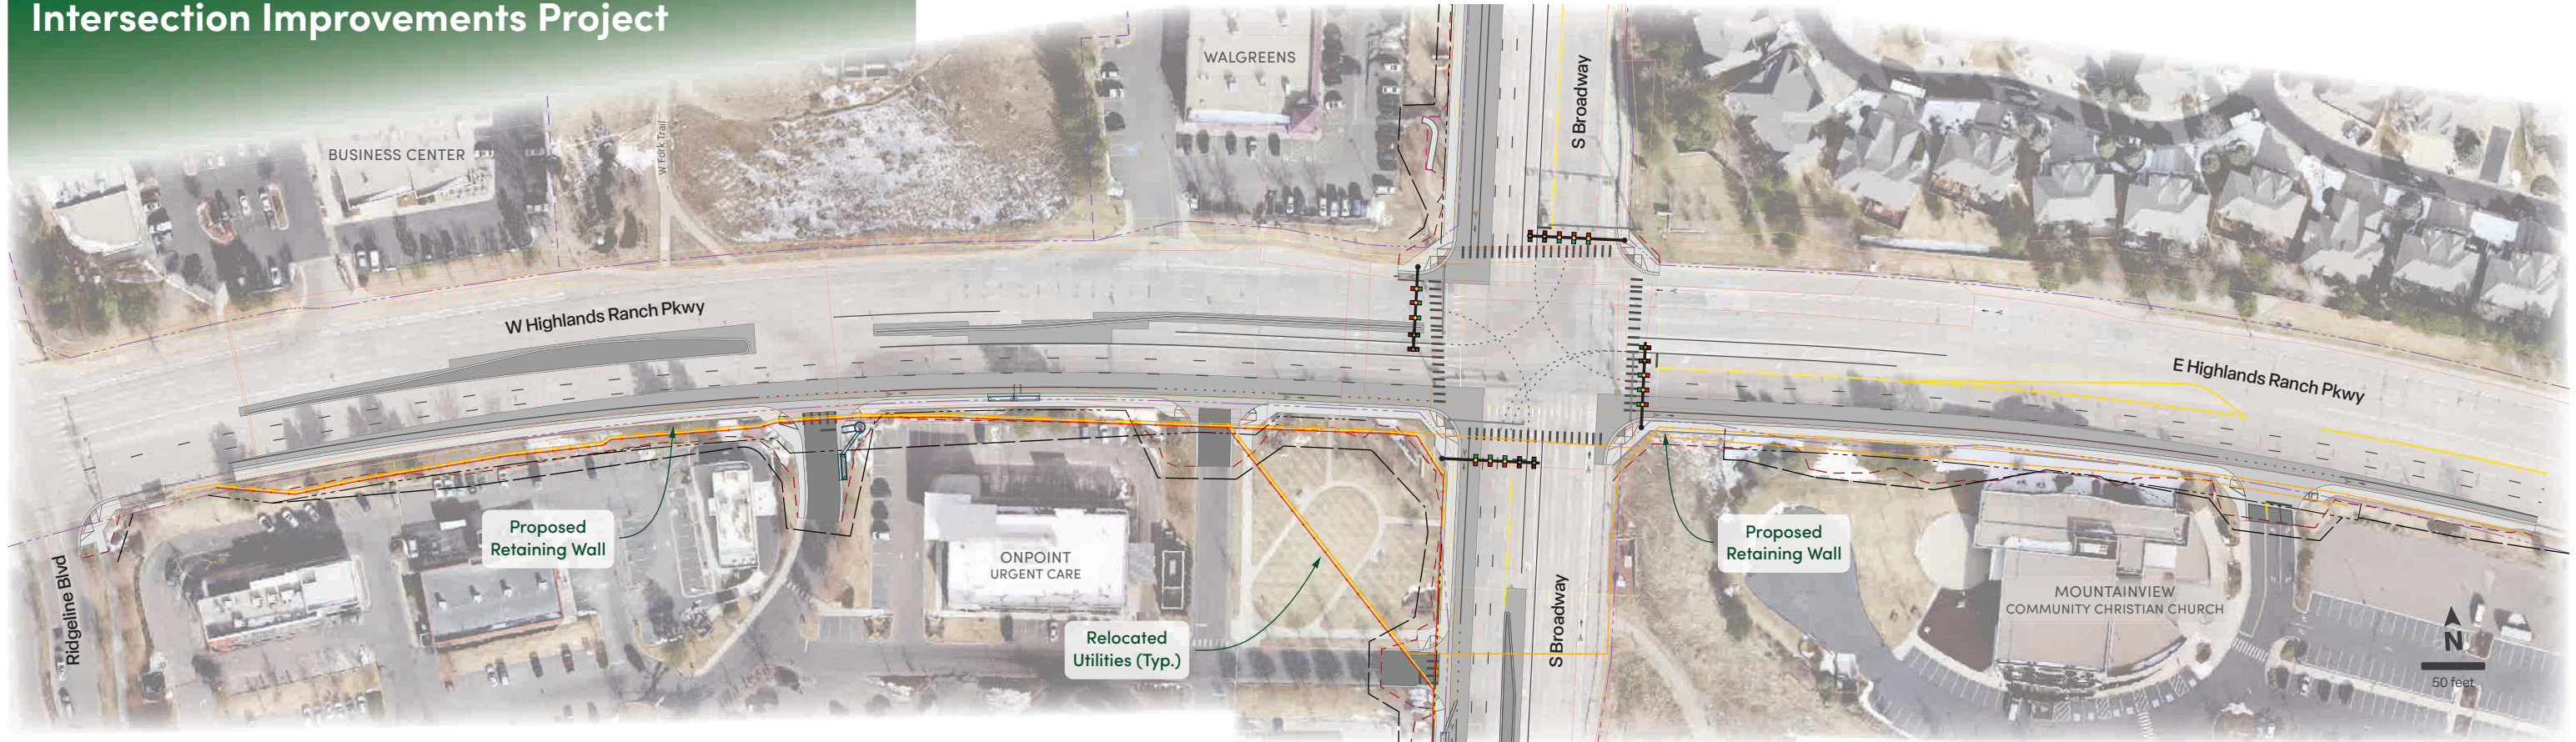 Intersection Improvements Project
WALGREENS
S Broadway
BUSINESS CENTER
W Fork Trail
W Highlands Ranch Pkwy
E Highlands Ranch Pkwy
Proposed
Retaining Wall
ONPOINT
URGENT CARE
Relocated
Utilities (Typ.)
Ridgeline Blvd
S Broadway
Proposed
Retaining Wall
MOUNTAINVIEW
COMMUNITY CHRISTIAN CHURCH
N
50 feet